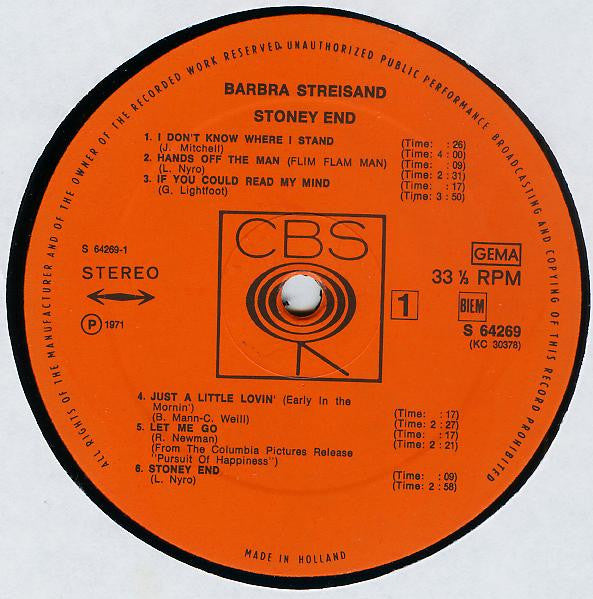 ALL RIGHTS OF THE MANUFACTURER AND OF THE OWNER OF THE RECORDED WORK RESERVED. UNAUTHORIZED PUBLIC PERFORMANCE BROADCASTING AND COPYING OF THIS RECORD PROHIBITED
BARBRA STREISAND
STONEY END
1. I DON'T KNOW WHERE I STAND (Time: : 26)
(J. Mitchell) (Time: 4 : 00)
2. HANDS OFF THE MAN (FLIM FLAM MAN) (Time: : 09)
(L. Nyro) (Time: 2 : 31)
3. IF YOU COULD READ MY MIND (Time: : 17)
(G. Lightfoot) (Time: 3 : 50)
CBS
S 64269-1
STEREO
P 1971
GEMA
33 ⅓ RPM
1
BIEM
S 64269
(KC 30378)
4. JUST A LITTLE LOVIN' (Early In the
Mornin') (Time: : 17)
(B. Mann-C. Weill) (Time: 2 : 27)
5. LET ME GO (Time: : 17)
(R. Newman) (Time: 2 : 21)
(From The Columbia Pictures Release
"Pursuit Of Happiness")
6. STONEY END (Time: : 09)
(L. Nyro) (Time: 2 : 58)
MADE IN HOLLAND